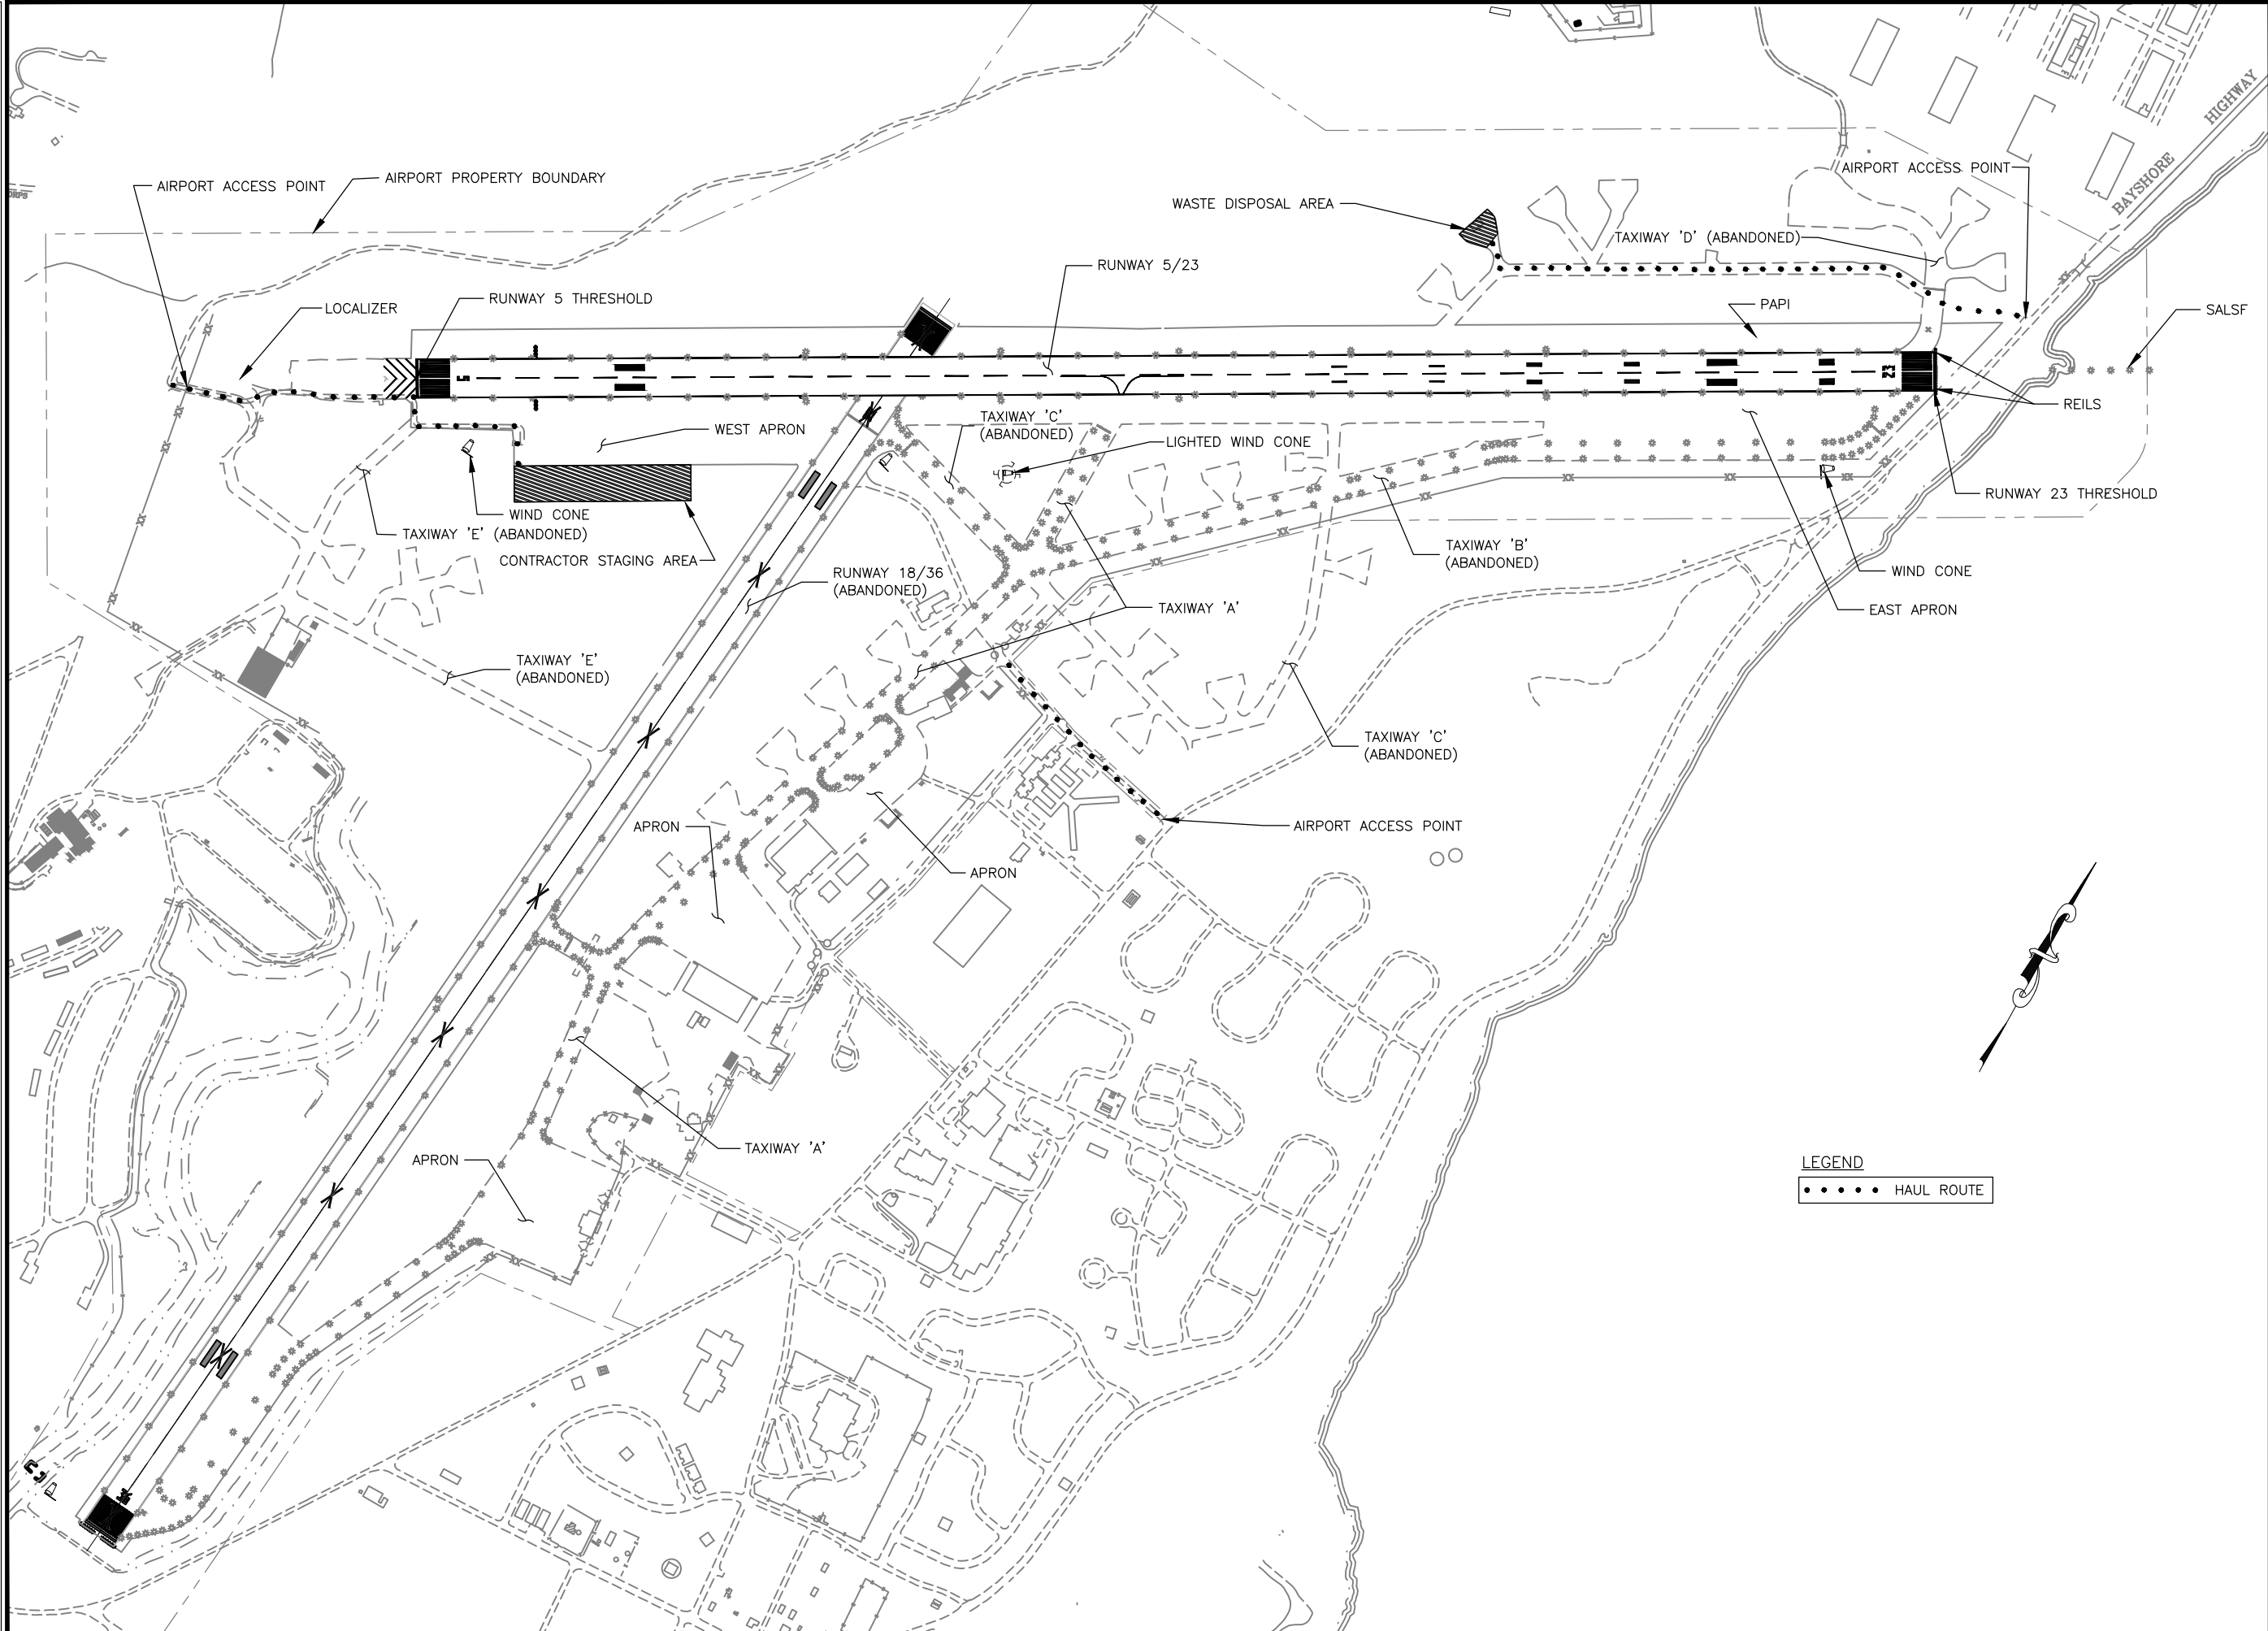 HIGHWAY
BAYSHORE
AIRPORT ACCESS POINT
AIRPORT PROPERTY BOUNDARY
AIRPORT ACCESS POINT
WASTE DISPOSAL AREA
TAXIWAY 'D' (ABANDONED)
RUNWAY 5/23
LOCALIZER
RUNWAY 5 THRESHOLD
PAPI
SALSF
5
23
REILS
WEST APRON
TAXIWAY 'C'
(ABANDONED)
LIGHTED WIND CONE
RUNWAY 23 THRESHOLD
WIND CONE
TAXIWAY 'E' (ABANDONED)
CONTRACTOR STAGING AREA
TAXIWAY 'B'
(ABANDONED)
RUNWAY 18/36
(ABANDONED)
WIND CONE
TAXIWAY 'A'
EAST APRON
TAXIWAY 'E'
(ABANDONED)
TAXIWAY 'C'
(ABANDONED)
APRON
AIRPORT ACCESS POINT
APRON
TAXIWAY 'A'
APRON
LEGEND
HAUL ROUTE
36